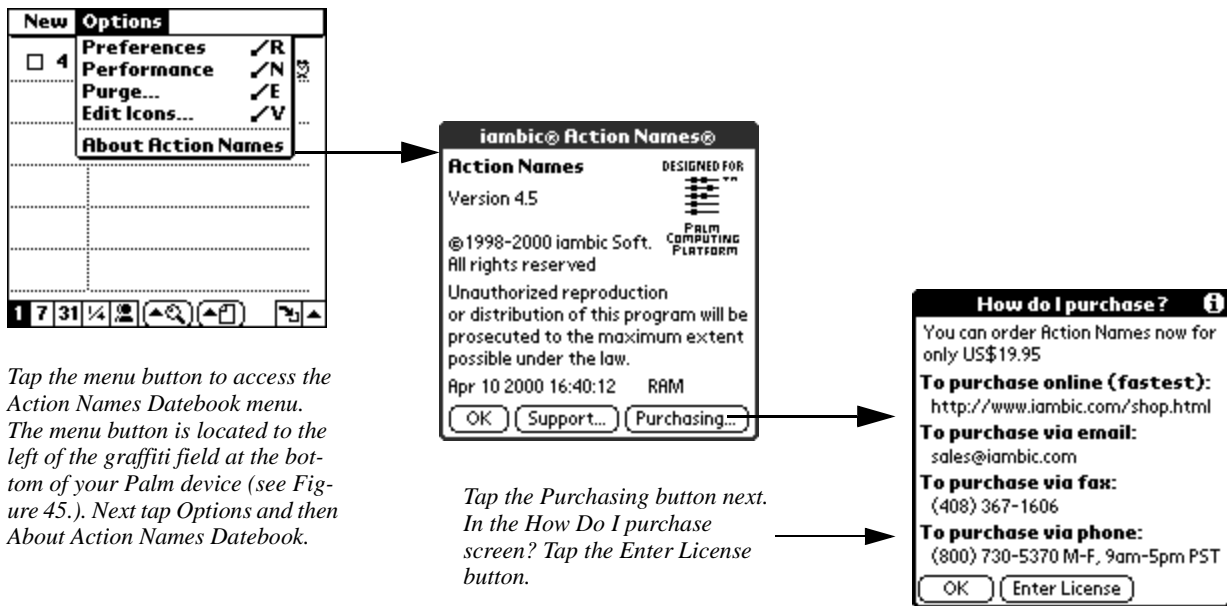 New Options
4
Preferences /R
Performance /N
Purge... /E
Edit Icons... /V
About Action Names
1 7 31
Tap the menu button to access the
Action Names Datebook menu.
The menu button is located to the
left of the graffiti field at the bot-
tom of your Palm device (see Fig-
ure 45.). Next tap Options and then
About Action Names Datebook.
iambic® Action Names®
Action Names
Version 4.5
DESIGNED FOR
TM
PALM
COMPUTING
PLATFORM
©1998-2000 iambic Soft.
All rights reserved
Unauthorized reproduction
or distribution of this program will be
prosecuted to the maximum extent
possible under the law.
Apr 10 2000 16:40:12 RAM
OK Support... Purchasing...
Tap the Purchasing button next.
In the How Do I purchase
screen? Tap the Enter License
button.
How do I purchase? i
You can order Action Names now for
only US$19.95
To purchase online (fastest):
http://www.iambic.com/shop.html
To purchase via email:
sales@iambic.com
To purchase via fax:
(408) 367-1606
To purchase via phone:
(800) 730-5370 M-F, 9am-5pm PST
OK Enter License